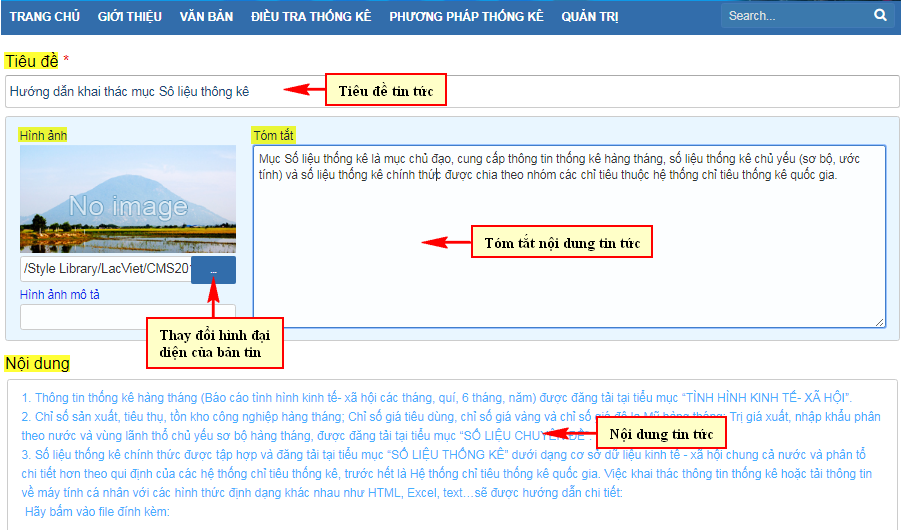 TRANG CHỦ GIỚI THIỆU VĂN BẢN ĐIỀU TRA THỐNG KÊ PHƯƠNG PHÁP THỐNG KÊ QUẢN TRỊ Search...
Tiêu đề *
Hướng dẫn khai thác mục Số liệu thống kê
Tiêu đề tin tức
Hình ảnh
Tóm tắt
Mục Số liệu thống kê là mục chủ đạo, cung cấp thông tin thống kê hàng tháng, số liệu thống kê chủ yếu (sơ bộ, ước
tính) và số liệu thống kê chính thức được chia theo nhóm các chỉ tiêu thuộc hệ thống chỉ tiêu thống kê quốc gia.
No image
Tóm tắt nội dung tin tức
/Style Library/LacViet/CMS201 ...
Hình ảnh mô tả
Thay đổi hình đại
diện của bản tin
Nội dung
1. Thông tin thống kê hàng tháng (Báo cáo tình hình kinh tế- xã hội các tháng, quí, 6 tháng, năm) được đăng tải tại tiểu mục “TÌNH HÌNH KINH TẾ- XÃ HỘI”.
2. Chỉ số sản xuất, tiêu thụ, tồn kho công nghiệp hàng tháng; Chỉ số giá tiêu dùng, chỉ số giá vàng và chỉ số giá đô la Mỹ hàng tháng; Trị giá xuất, nhập khẩu phân
theo nước và vùng lãnh thổ chủ yếu sơ bộ hàng tháng, được đăng tải tại tiểu mục “SỐ LIỆU CHUYÊN ĐỀ”.
Nội dung tin tức
3. Số liệu thống kê chính thức được tập hợp và đăng tải tại tiểu mục “SỐ LIỆU THỐNG KÊ” dưới dạng cơ sở dữ liệu kinh tế - xã hội chung cả nước và phân tổ
chi tiết hơn theo qui định của các hệ thống chỉ tiêu thống kê, trước hết là Hệ thống chỉ tiêu thống kê quốc gia. Việc khai thác thông tin thống kê hoặc tải thông tin
về máy tính cá nhân với các hình thức định dạng khác nhau như HTML, Excel, text…sẽ được hướng dẫn chi tiết:
Hãy bấm vào file đính kèm: